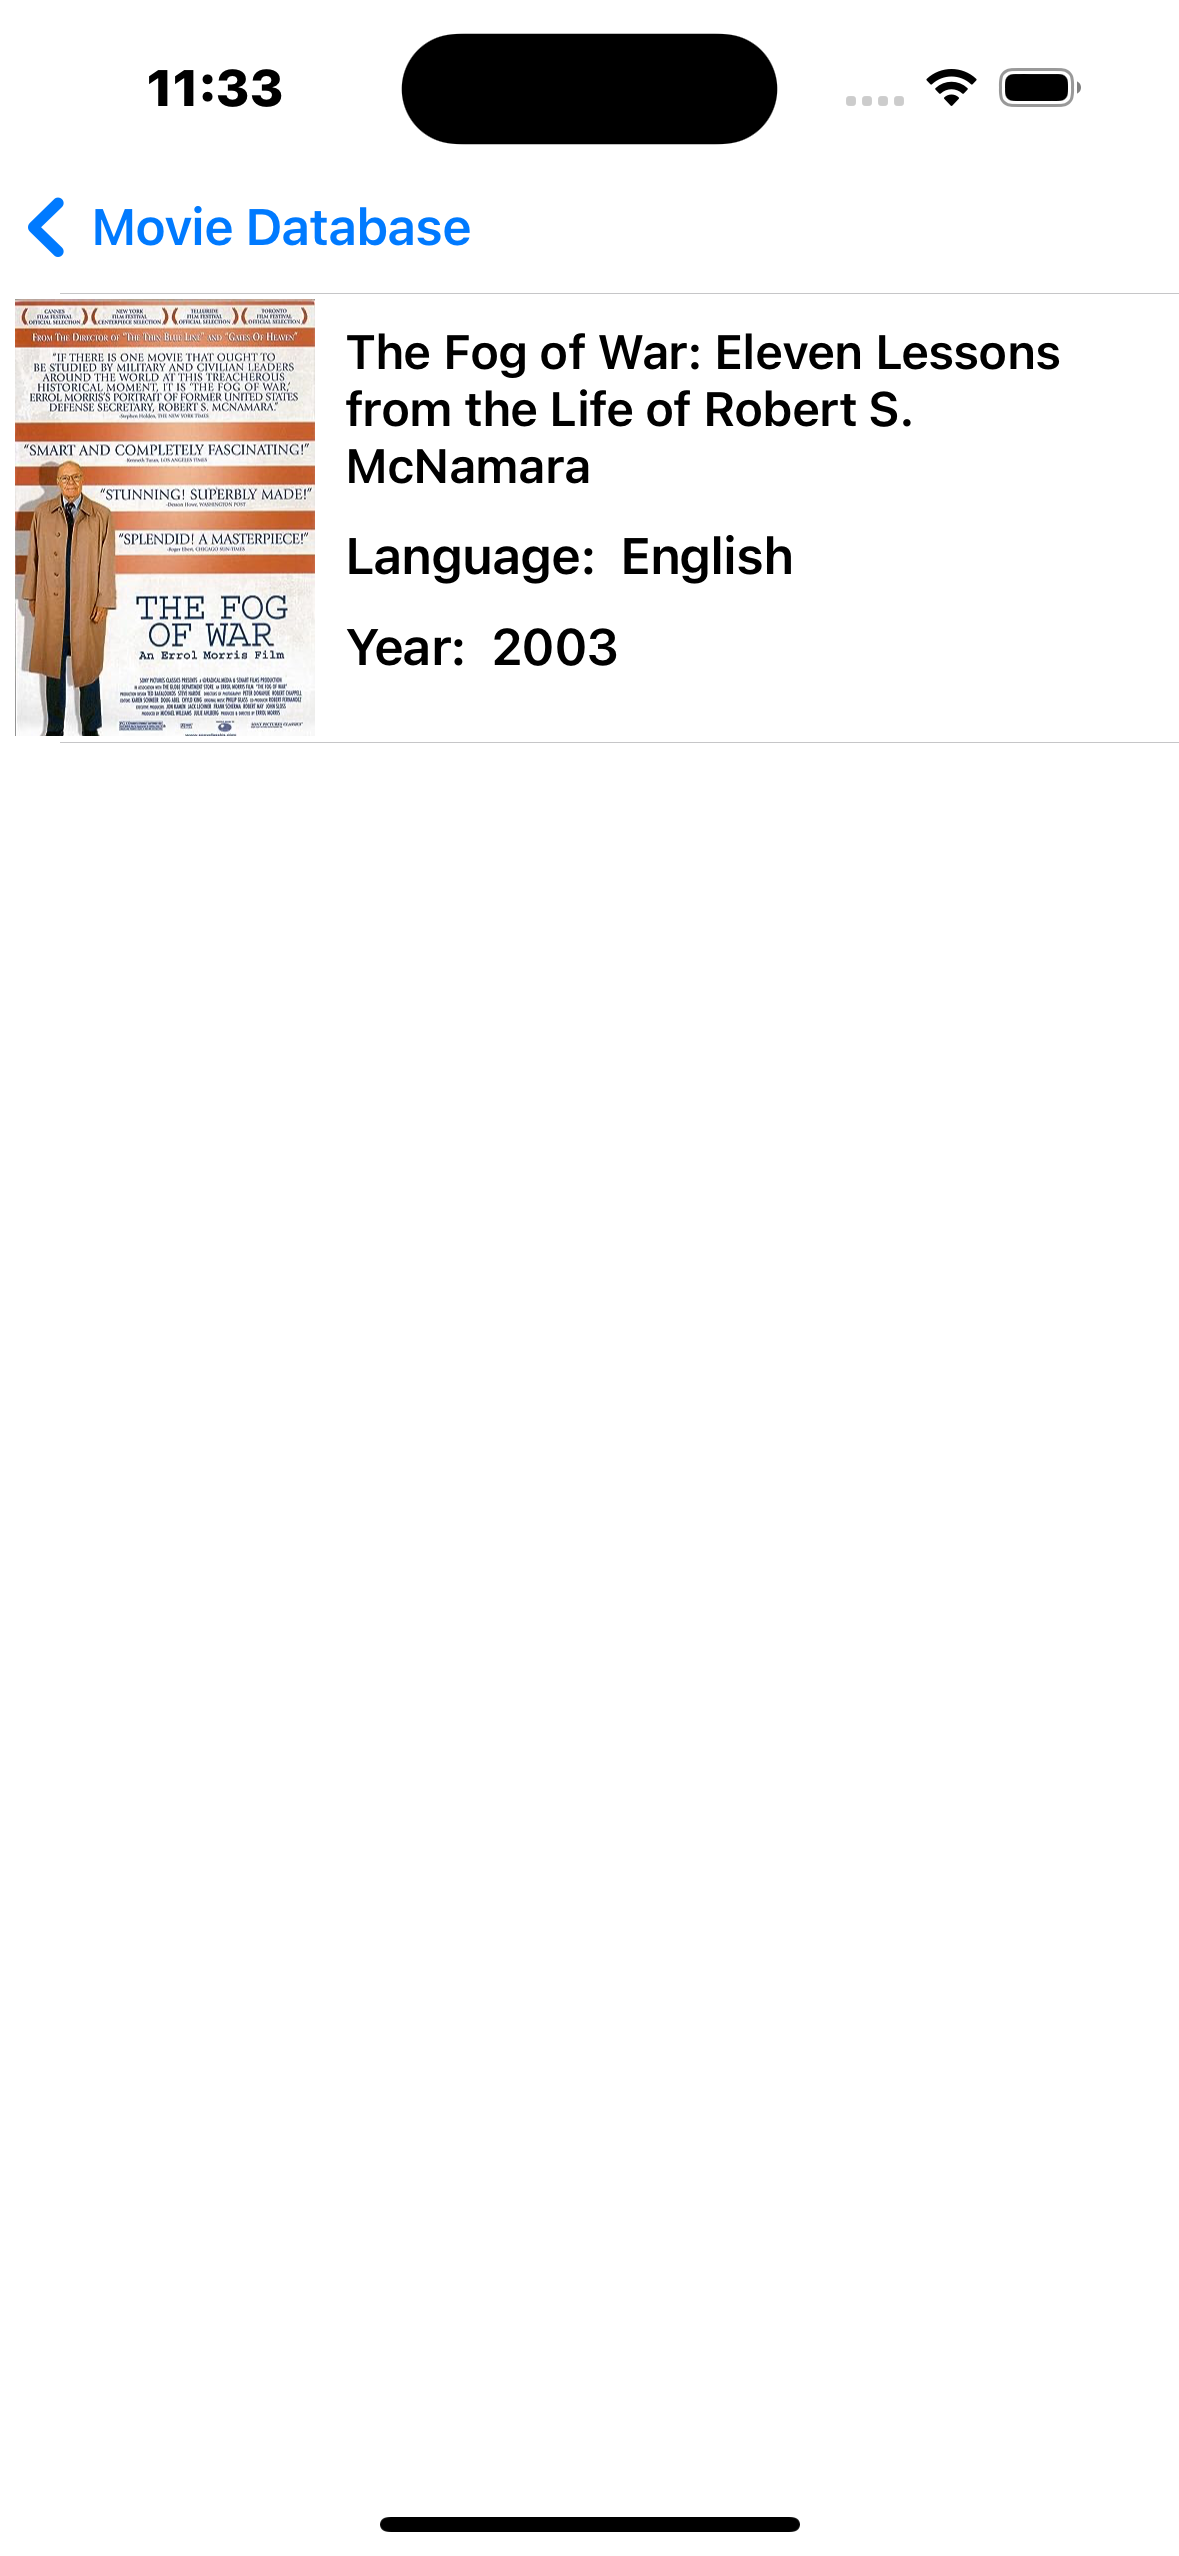 11:33
Movie Database
CANNES
FILM FESTIVAL
OFFICIAL SELECTION
NEW YORK
FILM FESTIVAL
CENTERPIECE SELECTION
TELLURIDE
FILM FESTIVAL
OFFICIAL SELECTION
TORONTO
FILM FESTIVAL
OFFICIAL SELECTION
FROM THE DIRECTOR OF "THE THIN BLUE LINE" AND "GATES OF HEAVEN"
"IF THERE IS ONE MOVIE THAT OUGHT TO
BE STUDIED BY MILITARY AND CIVILIAN LEADERS
AROUND THE WORLD AT THIS TREACHEROUS
HISTORICAL MOMENT, IT IS 'THE FOG OF WAR,'
ERROL MORRIS'S PORTRAIT OF FORMER UNITED STATES
DEFENSE SECRETARY, ROBERT S. MCNAMARA."
-Stephen Holden, THE NEW YORK TIMES
"SMART AND COMPLETELY FASCINATING!"
-Kenneth Turan, LOS ANGELES TIMES
"STUNNING! SUPERBLY MADE!"
-Desson Howe, WASHINGTON POST
"SPLENDID! A MASTERPIECE!"
-Roger Ebert, CHICAGO SUN-TIMES
THE FOG
OF WAR
An Errol Morris Film
The Fog of War: Eleven Lessons
from the Life of Robert S.
McNamara
Language: English
Year: 2003